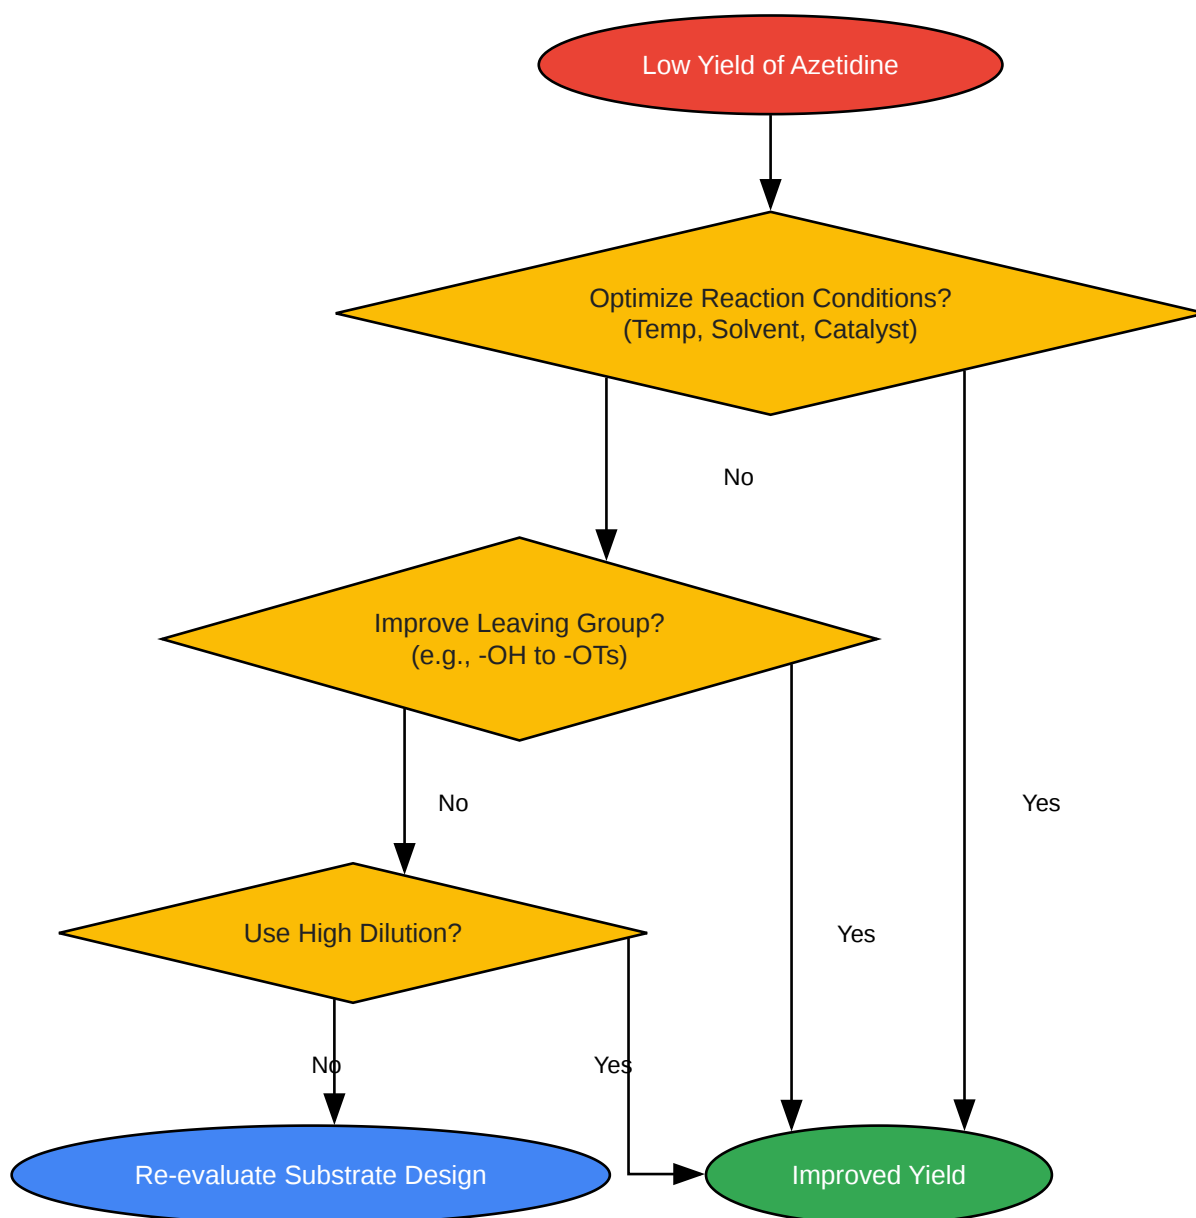 Low Yield of Azetidine
Optimize Reaction Conditions?
(Temp, Solvent, Catalyst)
No
Improve Leaving Group?
(e.g., -OH to -OTs)
No
Yes
Use High Dilution?
Yes
No
Yes
Re-evaluate Substrate Design
Improved Yield